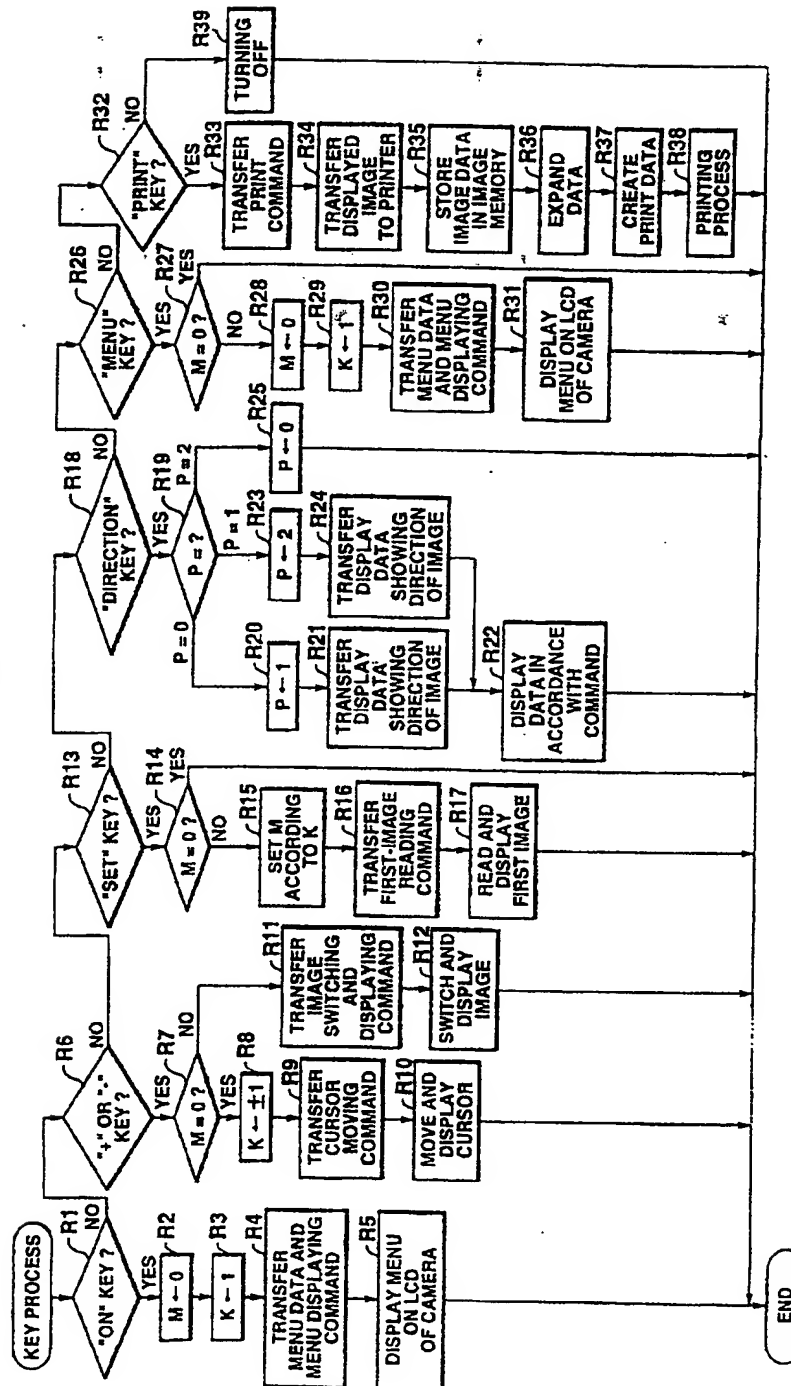 KEY PROCESS
R1
"ON" KEY ?
NO
YES
R2
M ← 0
R3
K ← 1
R4
TRANSFER
MENU DATA AND
MENU DISPLAYING
COMMAND
R5
DISPLAY MENU
ON LCD
OF CAMERA
R6
"+" OR "-"
KEY ?
NO
YES
R7
M = 0 ?
NO
YES
R8
K ← ±1
R9
TRANSFER
CURSOR
MOVING
COMMAND
R10
MOVE AND
DISPLAY
CURSOR
R11
TRANSFER
IMAGE
SWITCHING
AND
DISPLAYING
COMMAND
R12
SWITCH AND
DISPLAY
IMAGE
R13
"SET" KEY ?
NO
YES
R14
M = 0 ?
YES
NO
R15
SET M
ACCORDING
TO K
R16
TRANSFER
FIRST-IMAGE
READING
COMMAND
R17
READ AND
DISPLAY
FIRST IMAGE
R18
"DIRECTION"
KEY ?
NO
YES
R19
P = ?
P = 0
P = 1
P = 2
R20
P ← 1
R21
TRANSFER
DISPLAY
DATA
SHOWING
DIRECTION
OF IMAGE
R22
DISPLAY
DATA IN
ACCORDANCE
WITH
COMMAND
R23
P ← 2
R24
TRANSFER
DISPLAY
DATA
SHOWING
DIRECTION
OF IMAGE
R25
P ← 0
R26
"MENU"
KEY ?
NO
YES
R27
M = 0 ?
YES
NO
R28
M ← 0
R29
K ← 1
R30
TRANSFER
MENU DATA
AND MENU
DISPLAYING
COMMAND
R31
DISPLAY
MENU ON LCD
OF CAMERA
R32
"PRINT"
KEY ?
NO
YES
R33
TRANSFER
PRINT
COMMAND
R34
TRANSFER
DISPLAYED
IMAGE
TO PRINTER
R35
STORE
IMAGE DATA
IN IMAGE
MEMORY
R36
EXPAND
DATA
R37
CREATE
PRINT DATA
R38
PRINTING
PROCESS
R39
TURNING
OFF
END